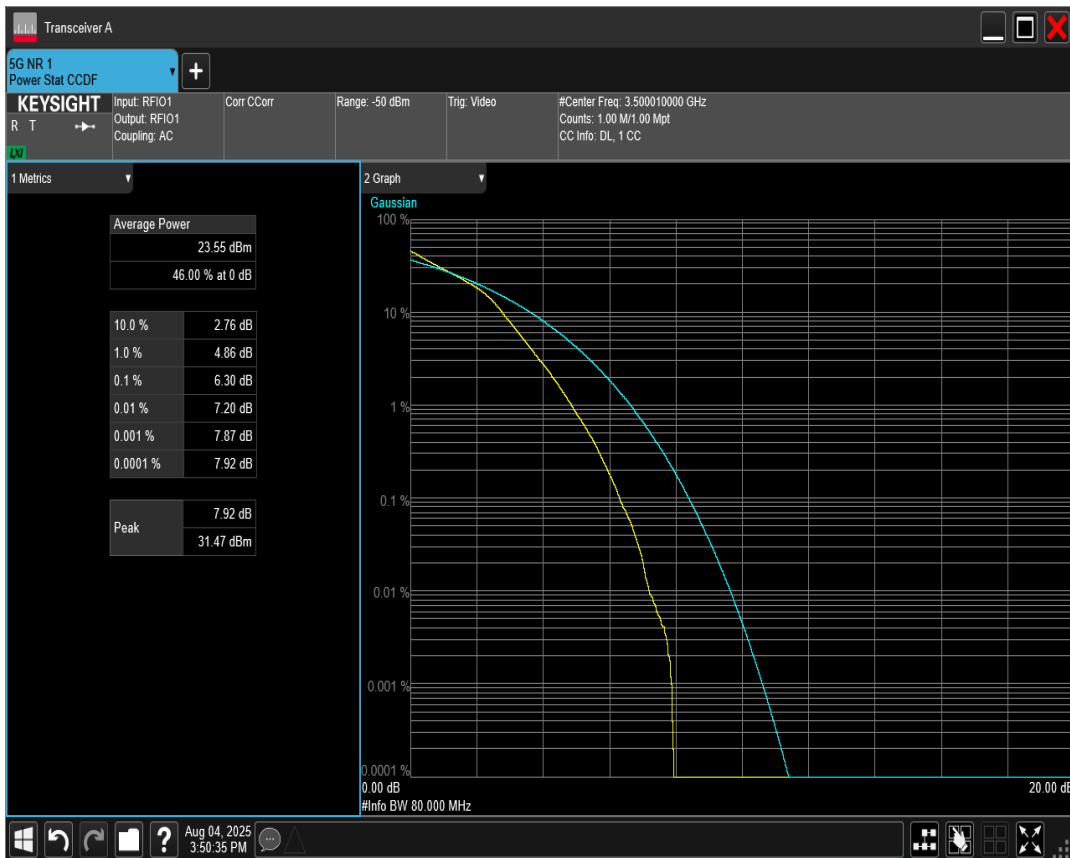 Transceiver A
5G NR 1
Power Stat CCDF
+
KEYSIGHT
R T
LXI
Input: RFIO1
Output: RFIO1
Coupling: AC
Corr CCorr
Range: -50 dBm
Trig: Video
#Center Freq: 3.500010000 GHz
Counts: 1.00 M/1.00 Mpt
CC Info: DL, 1 CC
1 Metrics
Average Power
23.55 dBm
46.00 % at 0 dB
10.0 % 2.76 dB
1.0 % 4.86 dB
0.1 % 6.30 dB
0.01 % 7.20 dB
0.001 % 7.87 dB
0.0001 % 7.92 dB
Peak
7.92 dB
31.47 dBm
2 Graph
Gaussian
100 %
10 %
1 %
0.1 %
0.01 %
0.001 %
0.0001 %
0.00 dB 20.00 dB
#Info BW 80.000 MHz
?
Aug 04, 2025
3:50:35 PM